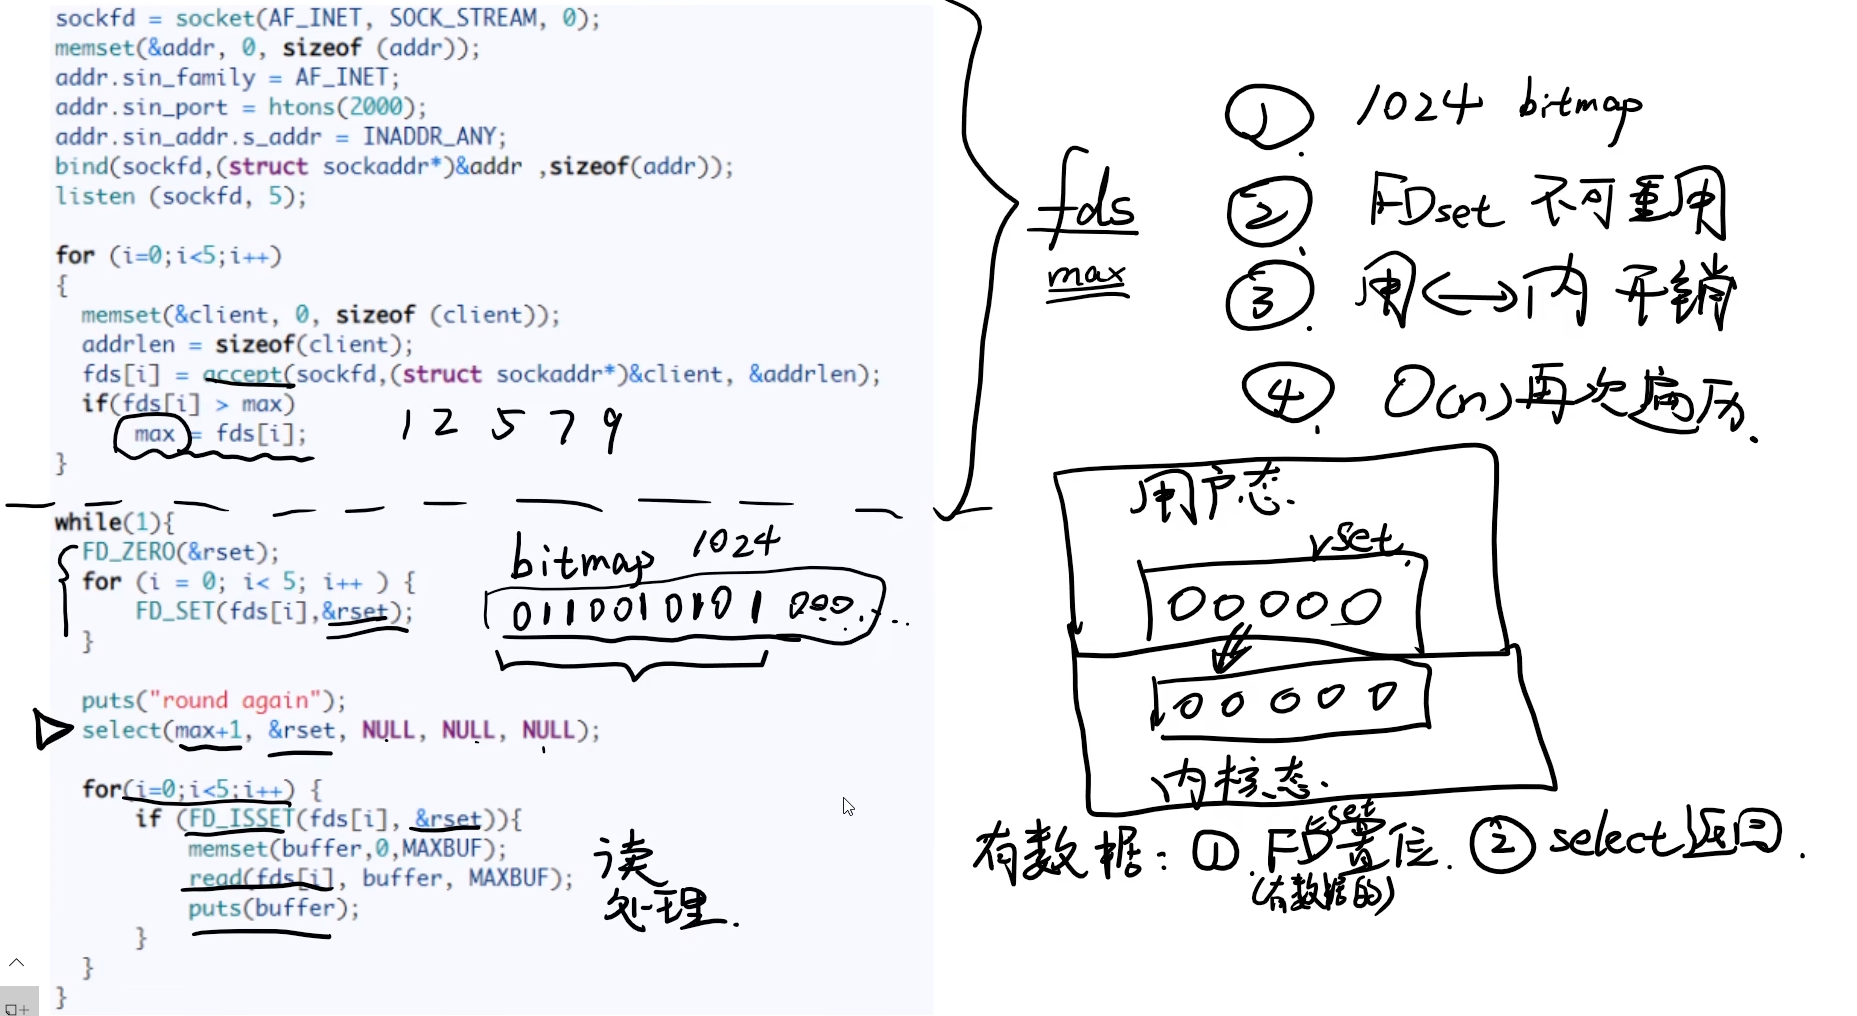 sockfd = socket(AF_INET, SOCK_STREAM, 0);
memset(&addr, 0, sizeof (addr));
addr.sin_family = AF_INET;
addr.sin_port = htons(2000);
addr.sin_addr.s_addr = INADDR_ANY;
bind(sockfd,(struct sockaddr*)&addr ,sizeof(addr));
listen (sockfd, 5);
for (i=0;i<5;i++)
{
memset(&client, 0, sizeof (client));
addrlen = sizeof(client);
fds[i] = accept(sockfd,(struct sockaddr*)&client, &addrlen);
if(fds[i] > max)
max = fds[i];
}
1 2 5 7 9
while(1){
FD_ZERO(&rset);
for (i = 0; i< 5; i++ ) {
FD_SET(fds[i],&rset);
}
bitmap 1024
0110010101 000...
puts("round again");
select(max+1, &rset, NULL, NULL, NULL);
for(i=0;i<5;i++) {
if (FD_ISSET(fds[i], &rset)){
memset(buffer,0,MAXBUF);
read(fds[i], buffer, MAXBUF);
puts(buffer);
}
}
}
读
处理.
fds
max
① 1024 bitmap
② FDset 不可重用
③ 用↔内 开销
④ O(n)再次遍历.
用户态.
rset.
00000
00000
内核态.
rset
有数据: ① FD置位. ② select返回.
(有数据的)